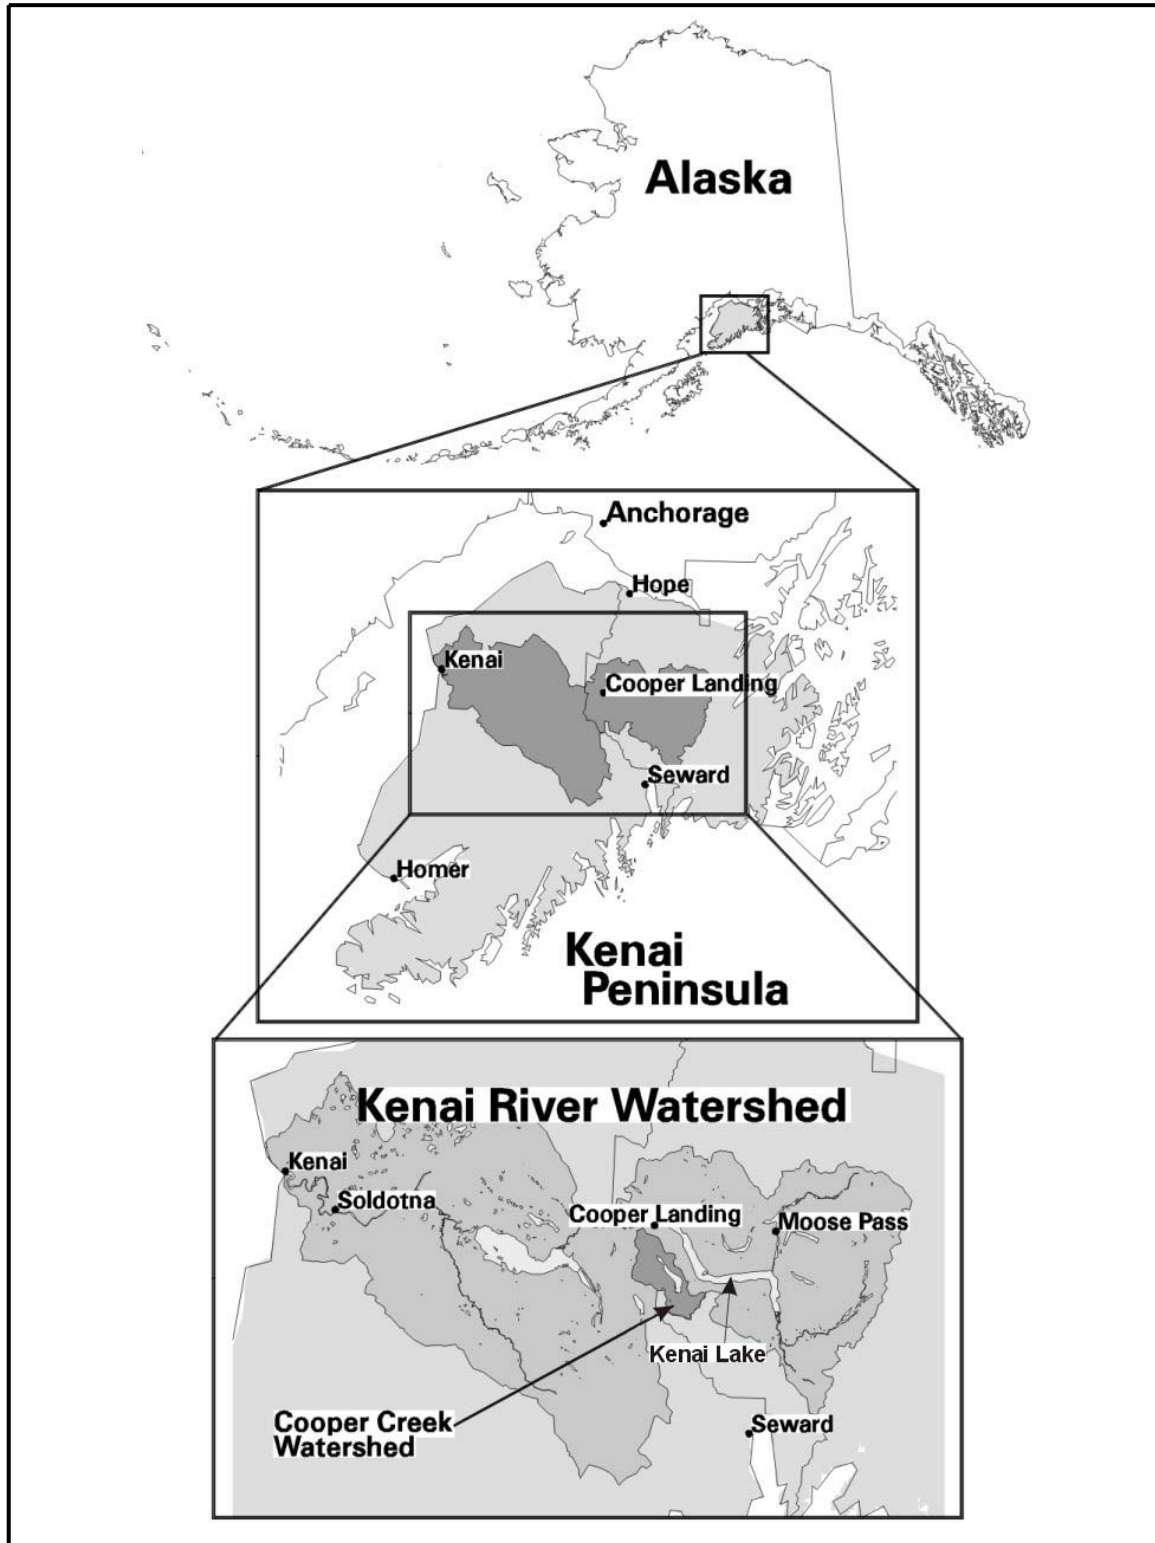 Alaska
Anchorage
Hope
Kenai
Cooper Landing
Seward
Homer
Kenai
Peninsula
Kenai River Watershed
Kenai
Soldotna
Cooper Landing
Moose Pass
Kenai Lake
Cooper Creek
Watershed
Seward